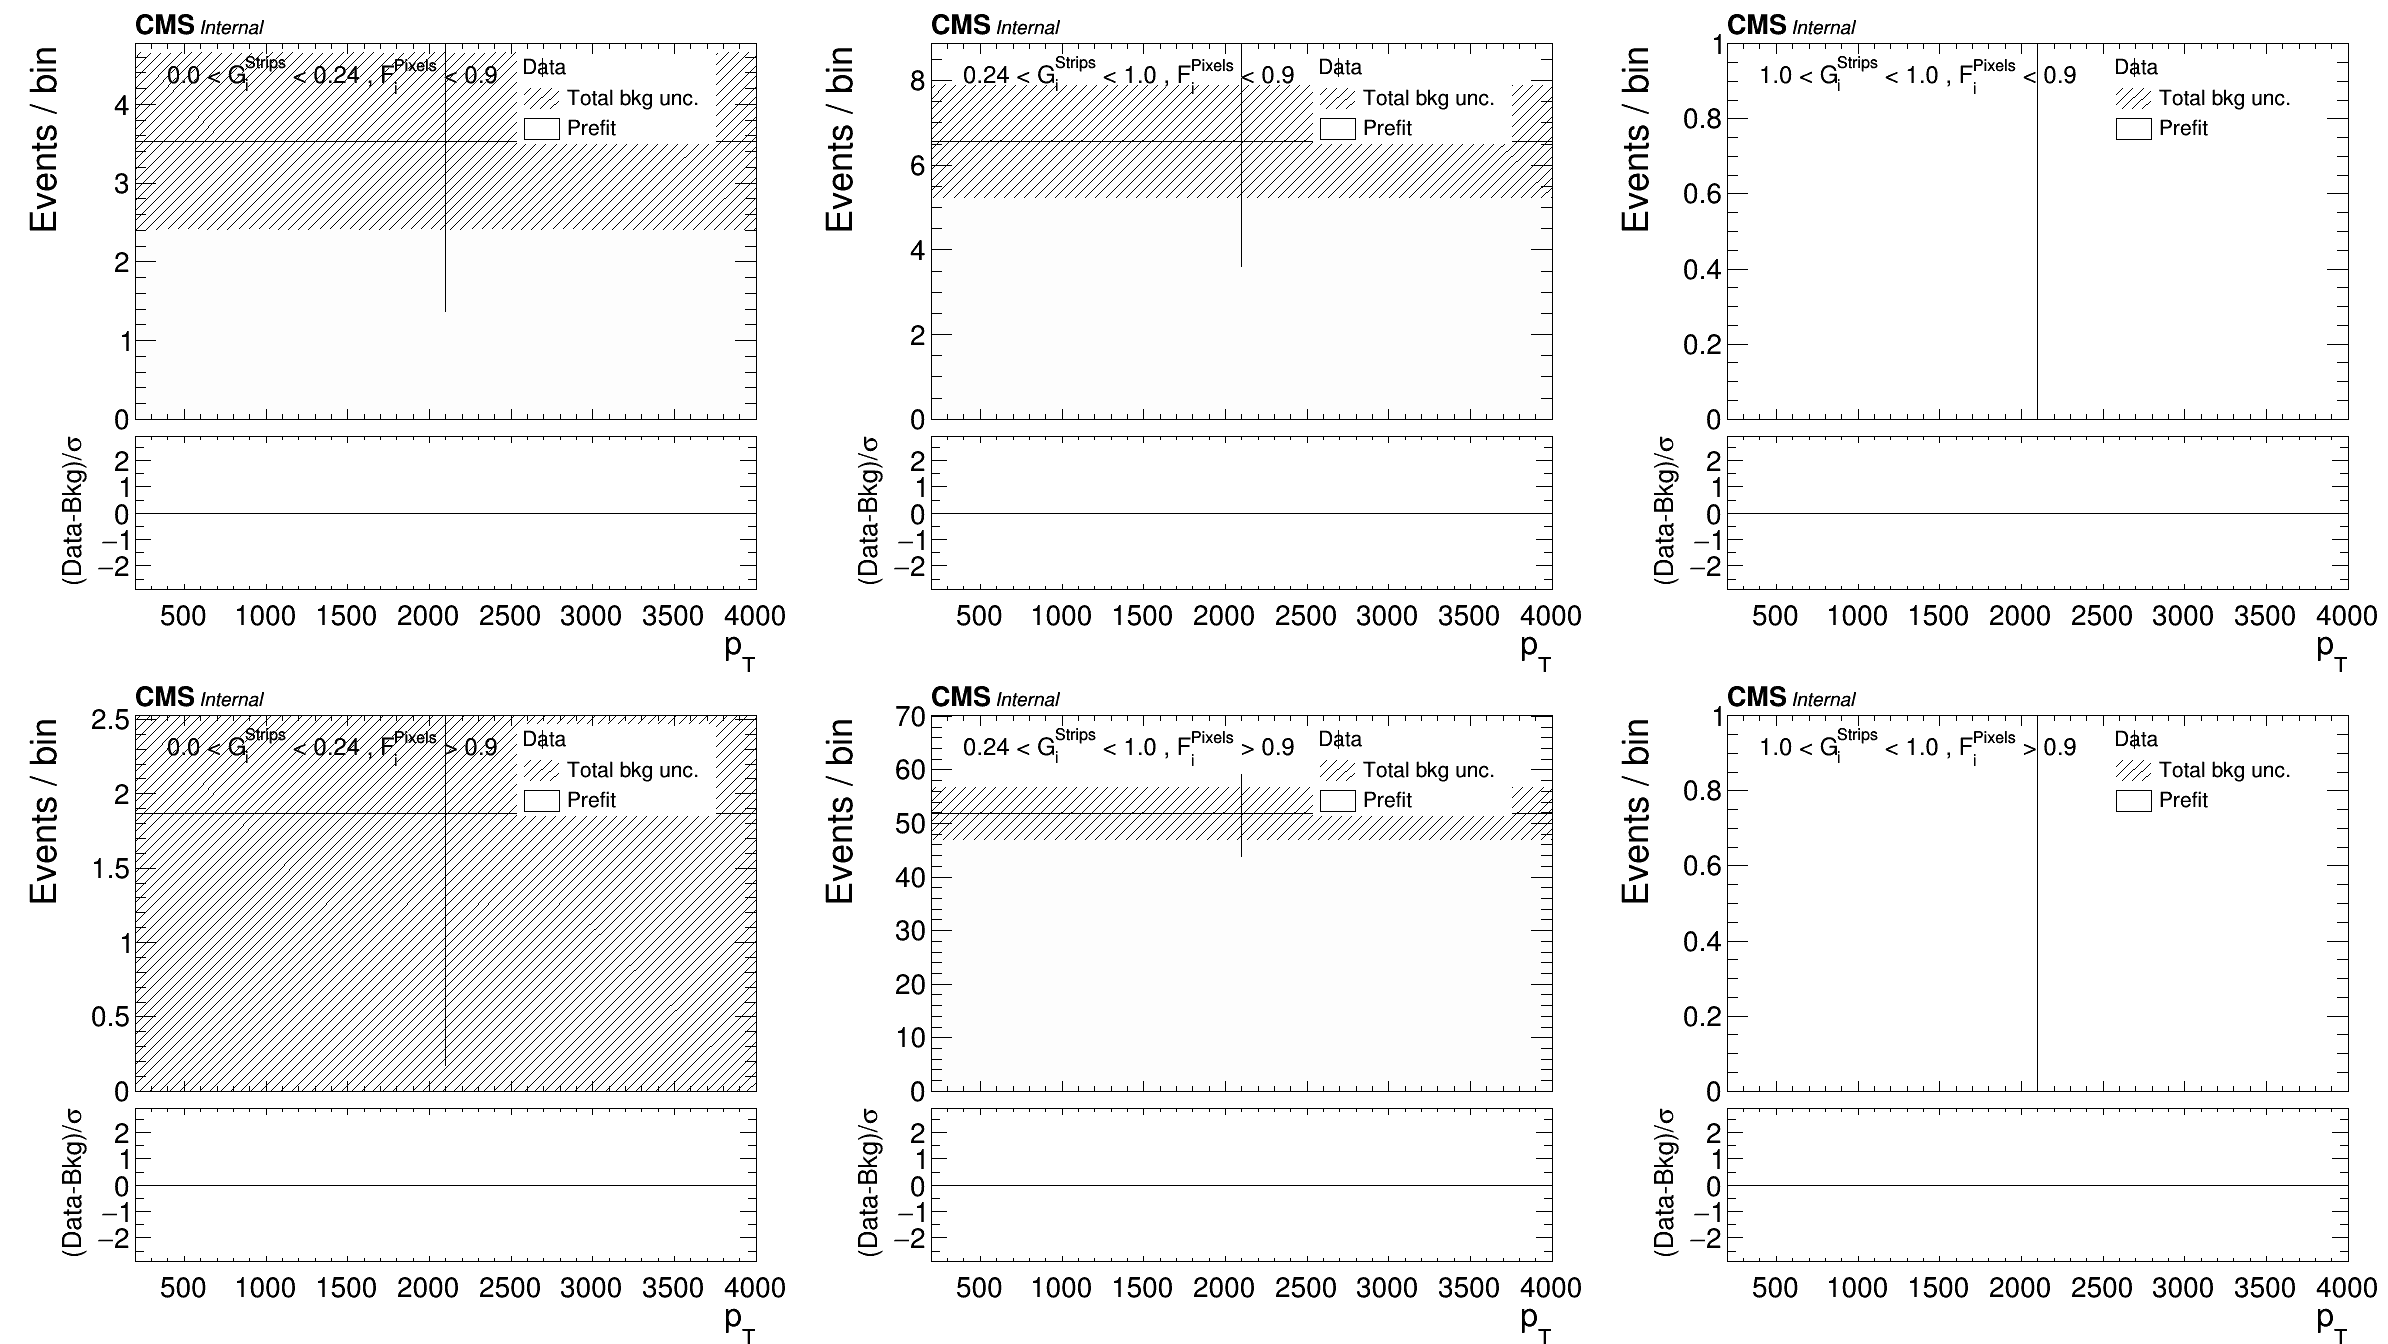 CMS Internal
Events / bin
0.0 < G_i^Strips < 0.24 , F_i^Pixels < 0.9
Data
Total bkg unc.
Prefit
4
3
2
1
0
(Data-Bkg)/σ
2
1
0
−1
−2
500 1000 1500 2000 2500 3000 3500 4000
p_T
CMS Internal
Events / bin
0.24 < G_i^Strips < 1.0 , F_i^Pixels < 0.9
Data
Total bkg unc.
Prefit
8
6
4
2
0
(Data-Bkg)/σ
2
1
0
−1
−2
500 1000 1500 2000 2500 3000 3500 4000
p_T
CMS Internal
Events / bin
1.0 < G_i^Strips < 1.0 , F_i^Pixels < 0.9
Data
Total bkg unc.
Prefit
1
0.8
0.6
0.4
0.2
0
(Data-Bkg)/σ
2
1
0
−1
−2
500 1000 1500 2000 2500 3000 3500 4000
p_T
CMS Internal
Events / bin
0.0 < G_i^Strips < 0.24 , F_i^Pixels > 0.9
Data
Total bkg unc.
Prefit
2.5
2
1.5
1
0.5
0
(Data-Bkg)/σ
2
1
0
−1
−2
500 1000 1500 2000 2500 3000 3500 4000
p_T
CMS Internal
Events / bin
0.24 < G_i^Strips < 1.0 , F_i^Pixels > 0.9
Data
Total bkg unc.
Prefit
70
60
50
40
30
20
10
0
(Data-Bkg)/σ
2
1
0
−1
−2
500 1000 1500 2000 2500 3000 3500 4000
p_T
CMS Internal
Events / bin
1.0 < G_i^Strips < 1.0 , F_i^Pixels > 0.9
Data
Total bkg unc.
Prefit
1
0.8
0.6
0.4
0.2
0
(Data-Bkg)/σ
2
1
0
−1
−2
500 1000 1500 2000 2500 3000 3500 4000
p_T